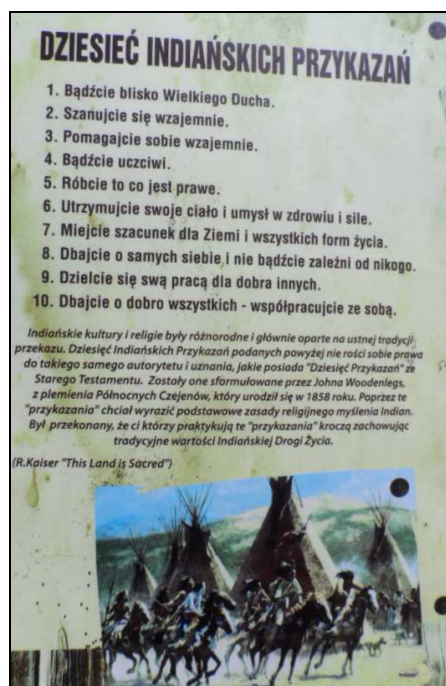 DZIESIEĆ INDIAŃSKICH PRZYKAZAŃ
1. Bądźcie blisko Wielkiego Ducha.
2. Szanujcie się wzajemnie.
3. Pomagajcie sobie wzajemnie.
4. Bądźcie uczciwi.
5. Róbcie to co jest prawe.
6. Utrzymujcie swoje ciało i umysł w zdrowiu i sile.
7. Miejcie szacunek dla Ziemi i wszystkich form życia.
8. Dbajcie o samych siebie i nie bądźcie zależni od nikogo.
9. Dzielcie się swą pracą dla dobra innych.
10. Dbajcie o dobro wszystkich - współpracujcie ze sobą.
Indiańskie kultury i religie były różnorodne i głównie oparte na ustnej tradycji
przekazu. Dziesięć Indiańskich Przykazań podanych powyżej nie rości sobie prawa
do takiego samego autorytetu i uznania, jakie posiada "Dziesięć Przykazań" ze
Starego Testamentu. Zostały one sformułowane przez Johna Woodenlegs,
z plemienia Północnych Czejenów, który urodził się w 1858 roku. Poprzez te
"przykazania" chciał wyrazić podstawowe zasady religijnego myślenia Indian.
Był przekonany, że ci którzy praktykują te "przykazania" kroczą zachowując
tradycyjne wartości Indiańskiej Drogi Życia.
(R.Kaiser "This Land is Sacred")